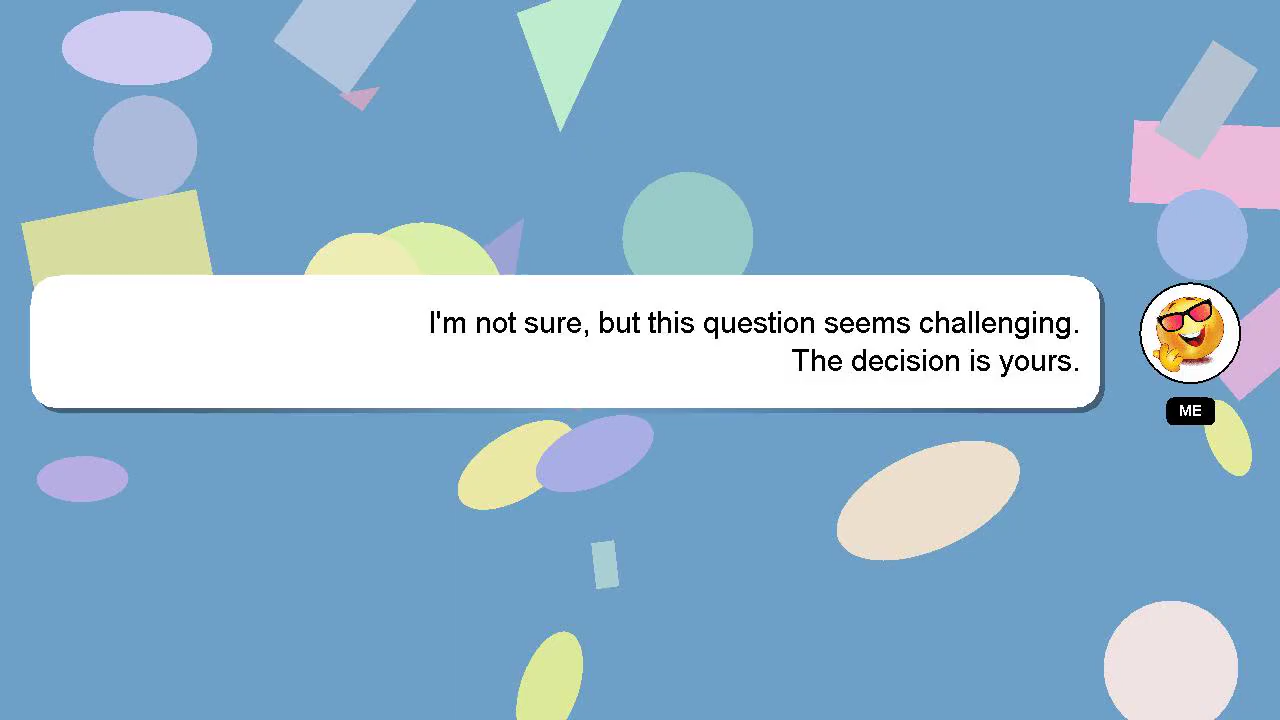 I'm not sure, but this question seems challenging.
The decision is yours.
ME